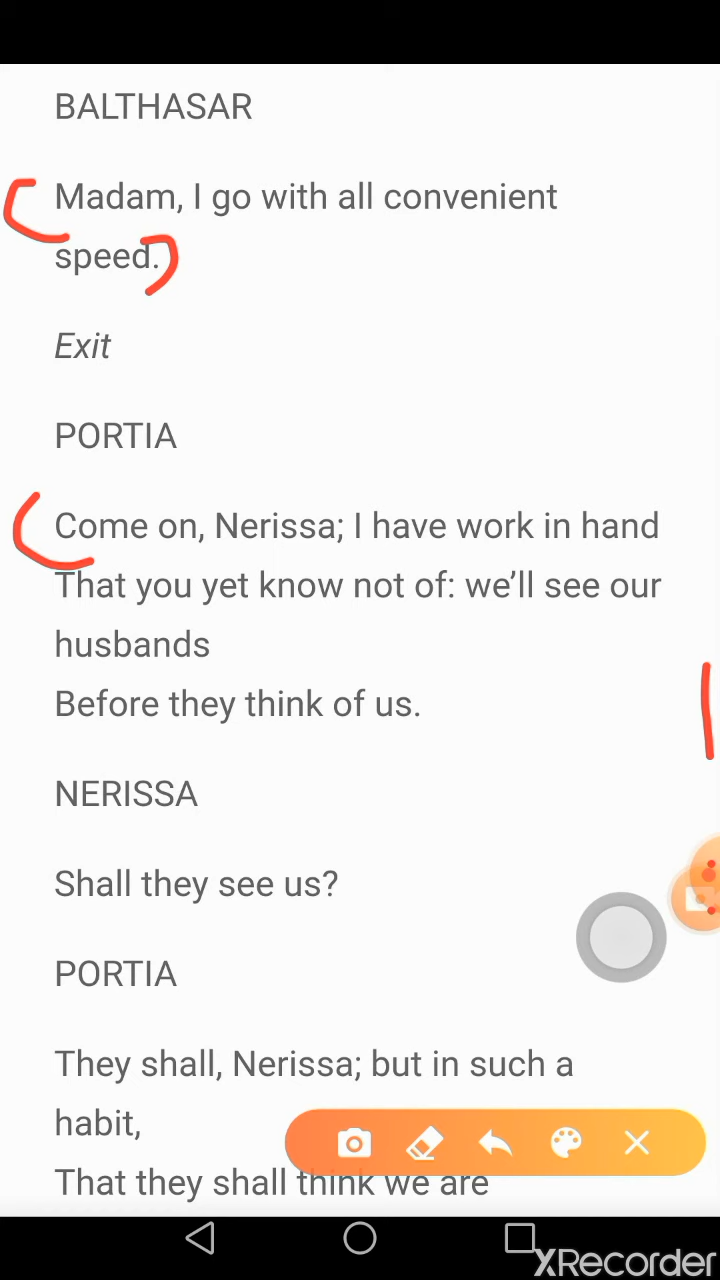 BALTHASAR
Madam, I go with all convenient
speed.
Exit
PORTIA
Come on, Nerissa; I have work in hand
That you yet know not of: we’ll see our
husbands
Before they think of us.
NERISSA
Shall they see us?
PORTIA
They shall, Nerissa; but in such a
habit,
That they shall think we are
XRecorder